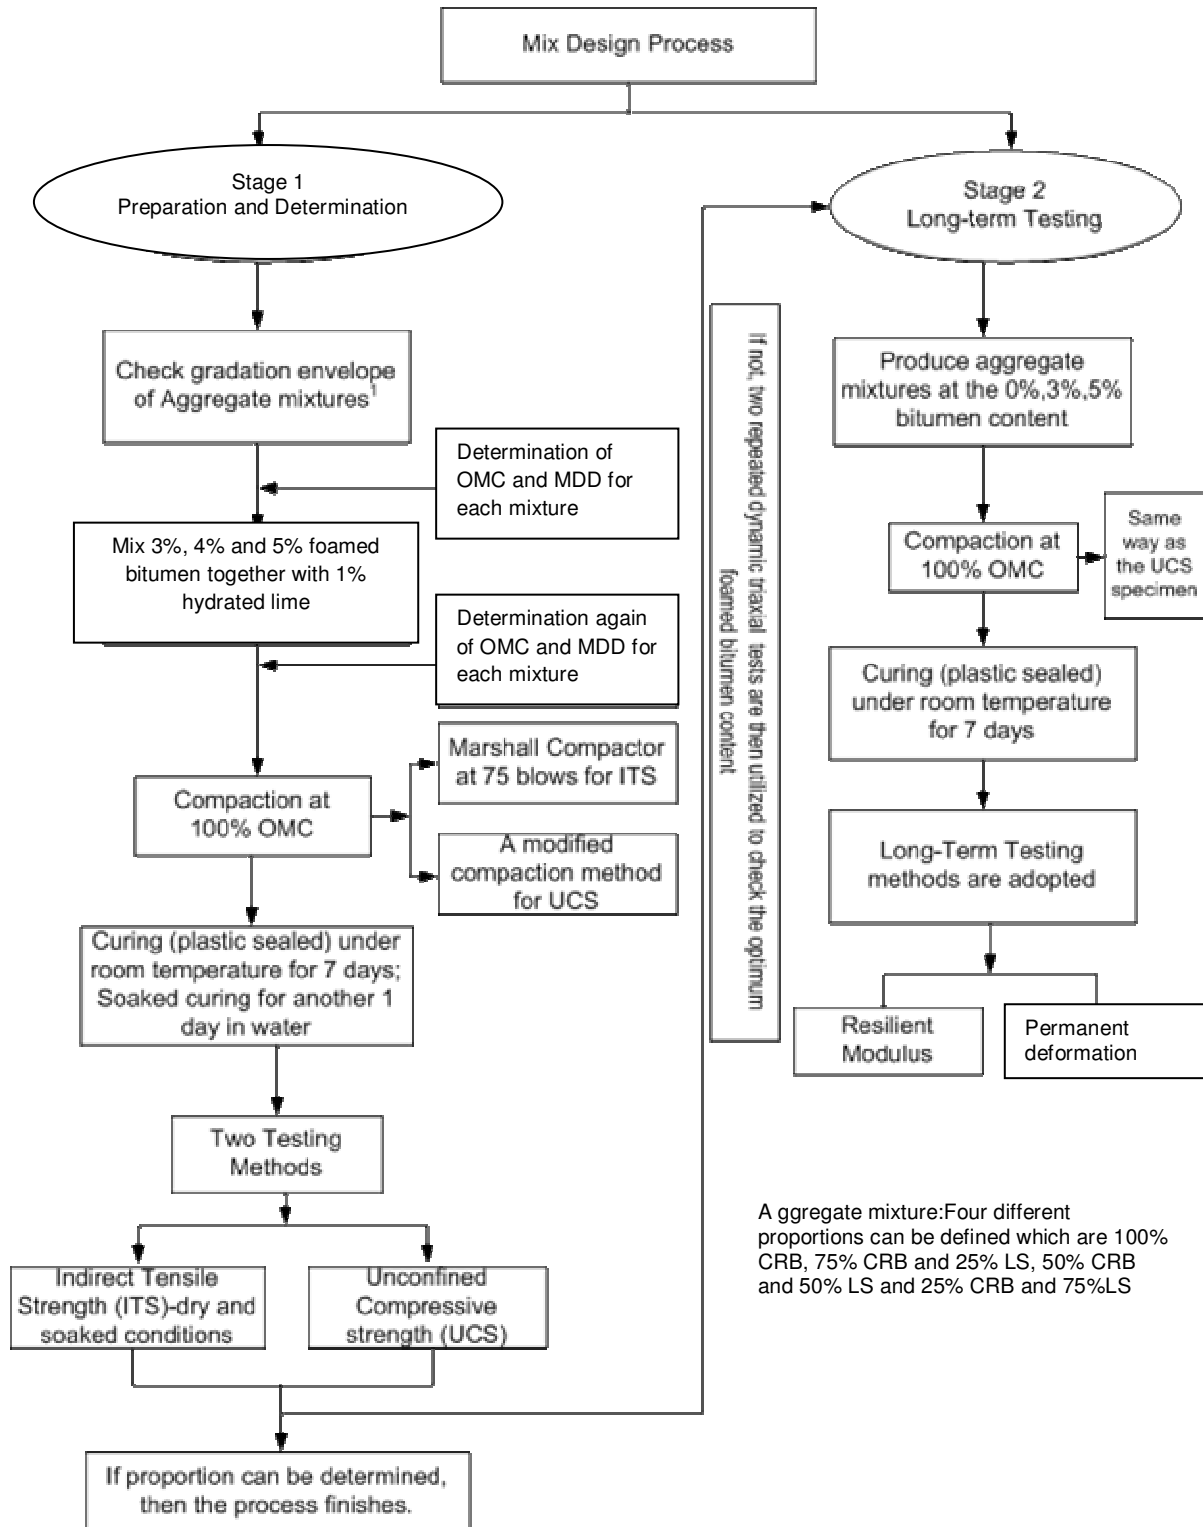 Mix Design Process
Stage 1
Preparation and Determination
Check gradation envelope
of Aggregate mixtures1
Determination of
OMC and MDD for
each mixture
Mix 3%, 4% and 5% foamed
bitumen together with 1%
hydrated lime
Determination again
of OMC and MDD for
each mixture
Compaction at
100% OMC
Marshall Compactor
at 75 blows for ITS
A modified
compaction method
for UCS
Curing (plastic sealed) under
room temperature for 7 days;
Soaked curing for another 1
day in water
Two Testing
Methods
Indirect Tensile
Strength (ITS)-dry and
soaked conditions
Unconfined
Compressive
strength (UCS)
If proportion can be determined,
then the process finishes.
If not, two repeated dynamic triaxial tests are then utilized to check the optimum
foamed bitumen content
Stage 2
Long-term Testing
Produce aggregate
mixtures at the 0%,3%,5%
bitumen content
Compaction at
100% OMC
Same
way as
the UCS
specimen
Curing (plastic sealed)
under room temperature
for 7 days
Long-Term Testing
methods are adopted
Resilient
Modulus
Permanent
deformation
A ggregate mixture:Four different
proportions can be defined which are 100%
CRB, 75% CRB and 25% LS, 50% CRB
and 50% LS and 25% CRB and 75%LS